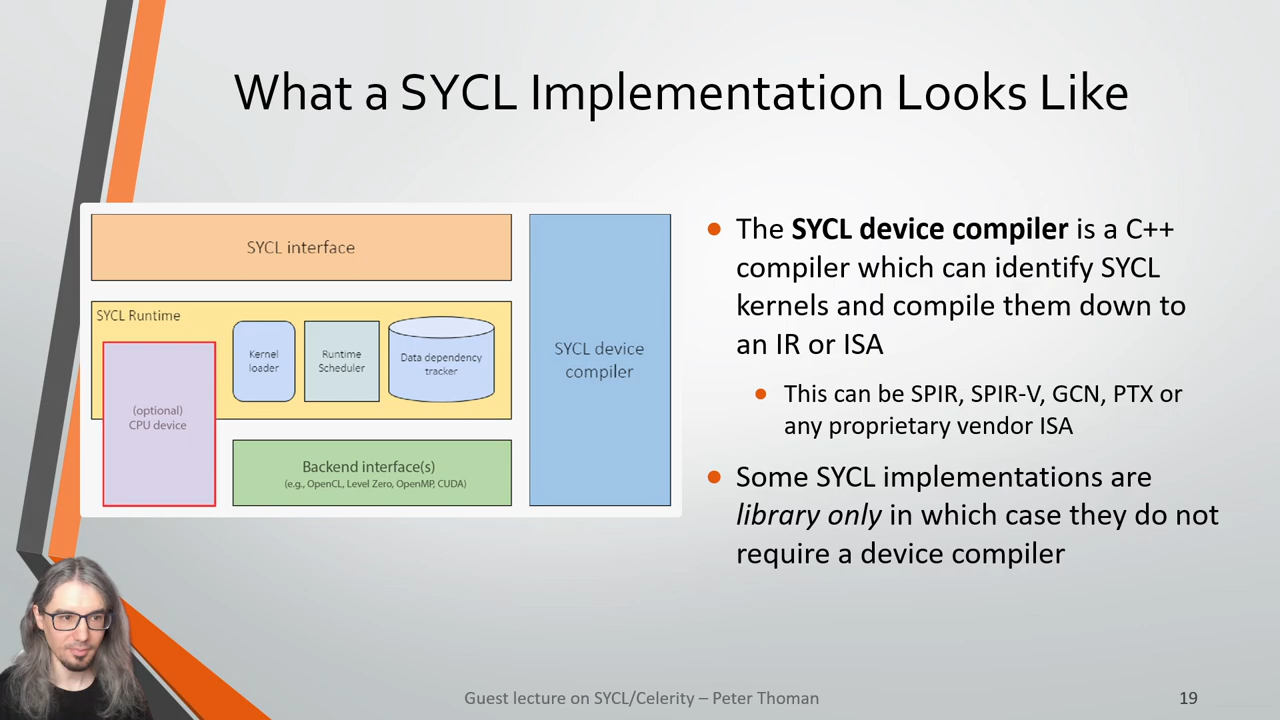 What a SYCL Implementation Looks Like
SYCL interface
SYCL Runtime
Kernel
loader
Runtime
Scheduler
Data dependency
tracker
(optional)
CPU device
Backend interface(s)
(e.g., OpenCL, Level Zero, OpenMP, CUDA)
SYCL device
compiler
The SYCL device compiler is a C++
compiler which can identify SYCL
kernels and compile them down to
an IR or ISA
This can be SPIR, SPIR-V, GCN, PTX or
any proprietary vendor ISA
Some SYCL implementations are
library only in which case they do not
require a device compiler
Guest lecture on SYCL/Celerity – Peter Thoman
19